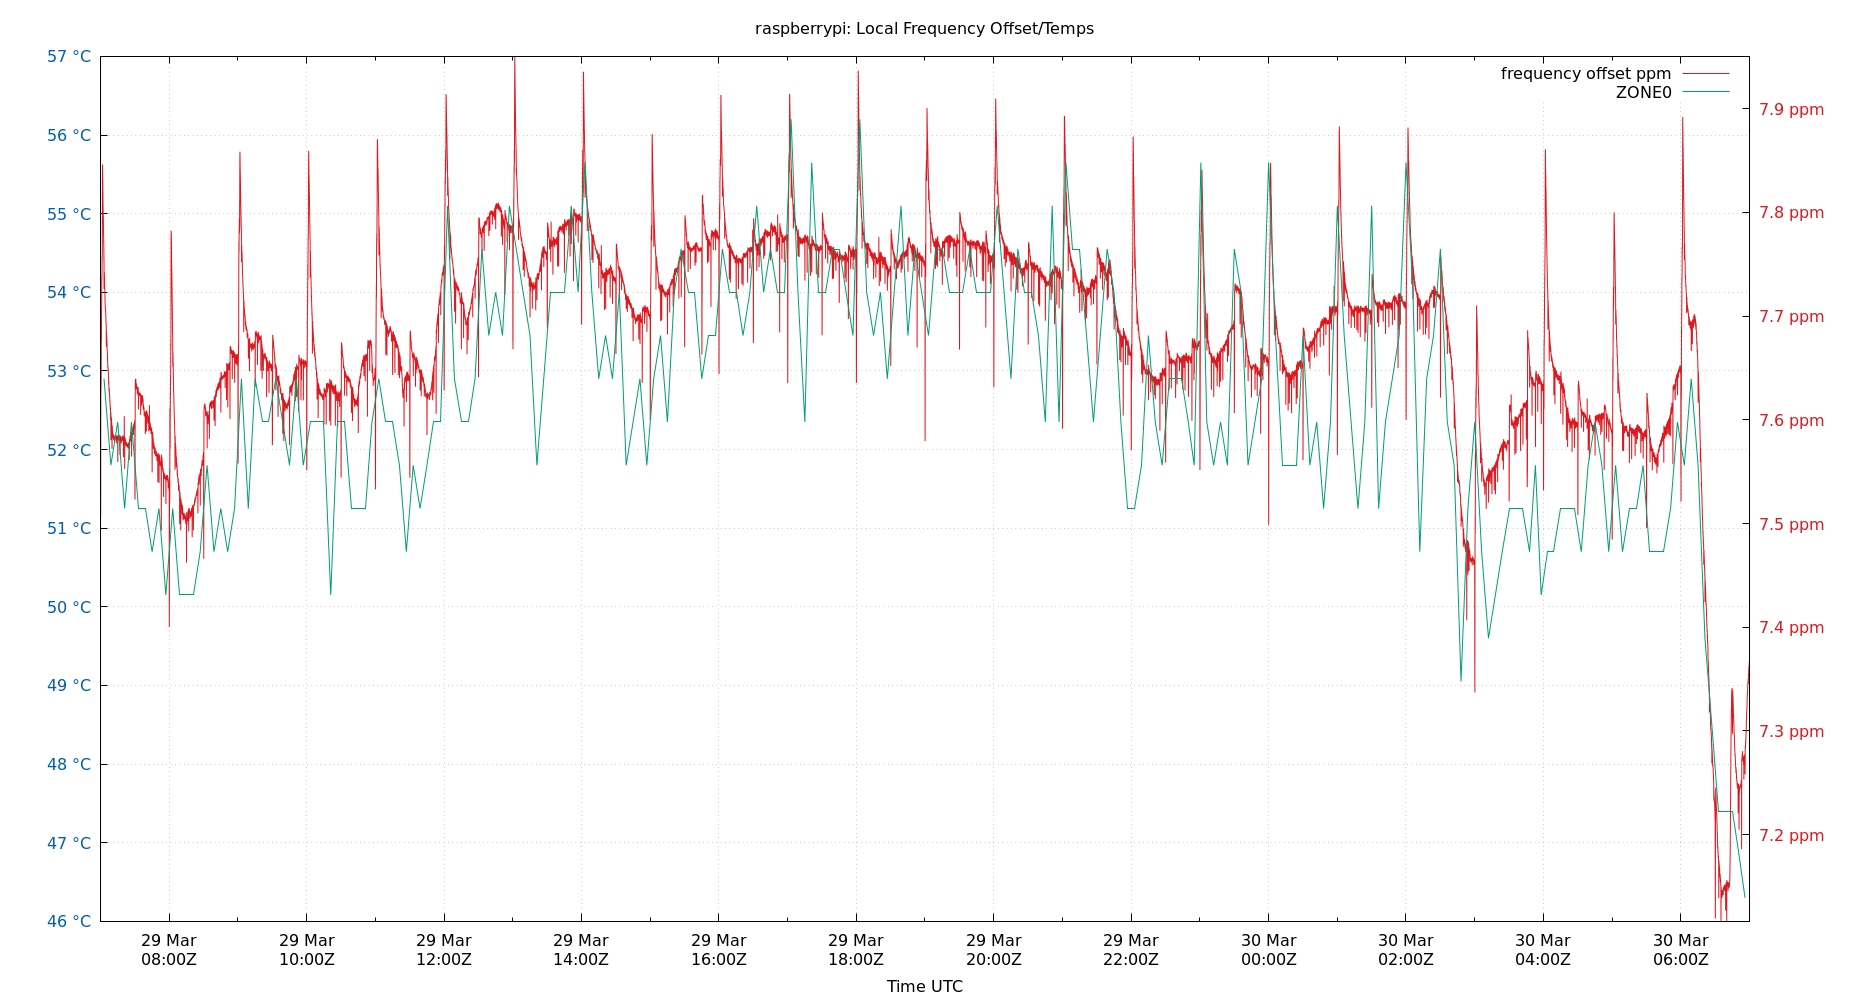 raspberrypi: Local Frequency Offset/Temps
57 °C
56 °C
55 °C
54 °C
53 °C
52 °C
51 °C
50 °C
49 °C
48 °C
47 °C
46 °C
frequency offset ppm
ZONE0
7.9 ppm
7.8 ppm
7.7 ppm
7.6 ppm
7.5 ppm
7.4 ppm
7.3 ppm
7.2 ppm
29 Mar 29 Mar 29 Mar 29 Mar 29 Mar 29 Mar 29 Mar 29 Mar 30 Mar 30 Mar 30 Mar 30 Mar
08:00Z 10:00Z 12:00Z 14:00Z 16:00Z 18:00Z 20:00Z 22:00Z 00:00Z 02:00Z 04:00Z 06:00Z
Time UTC